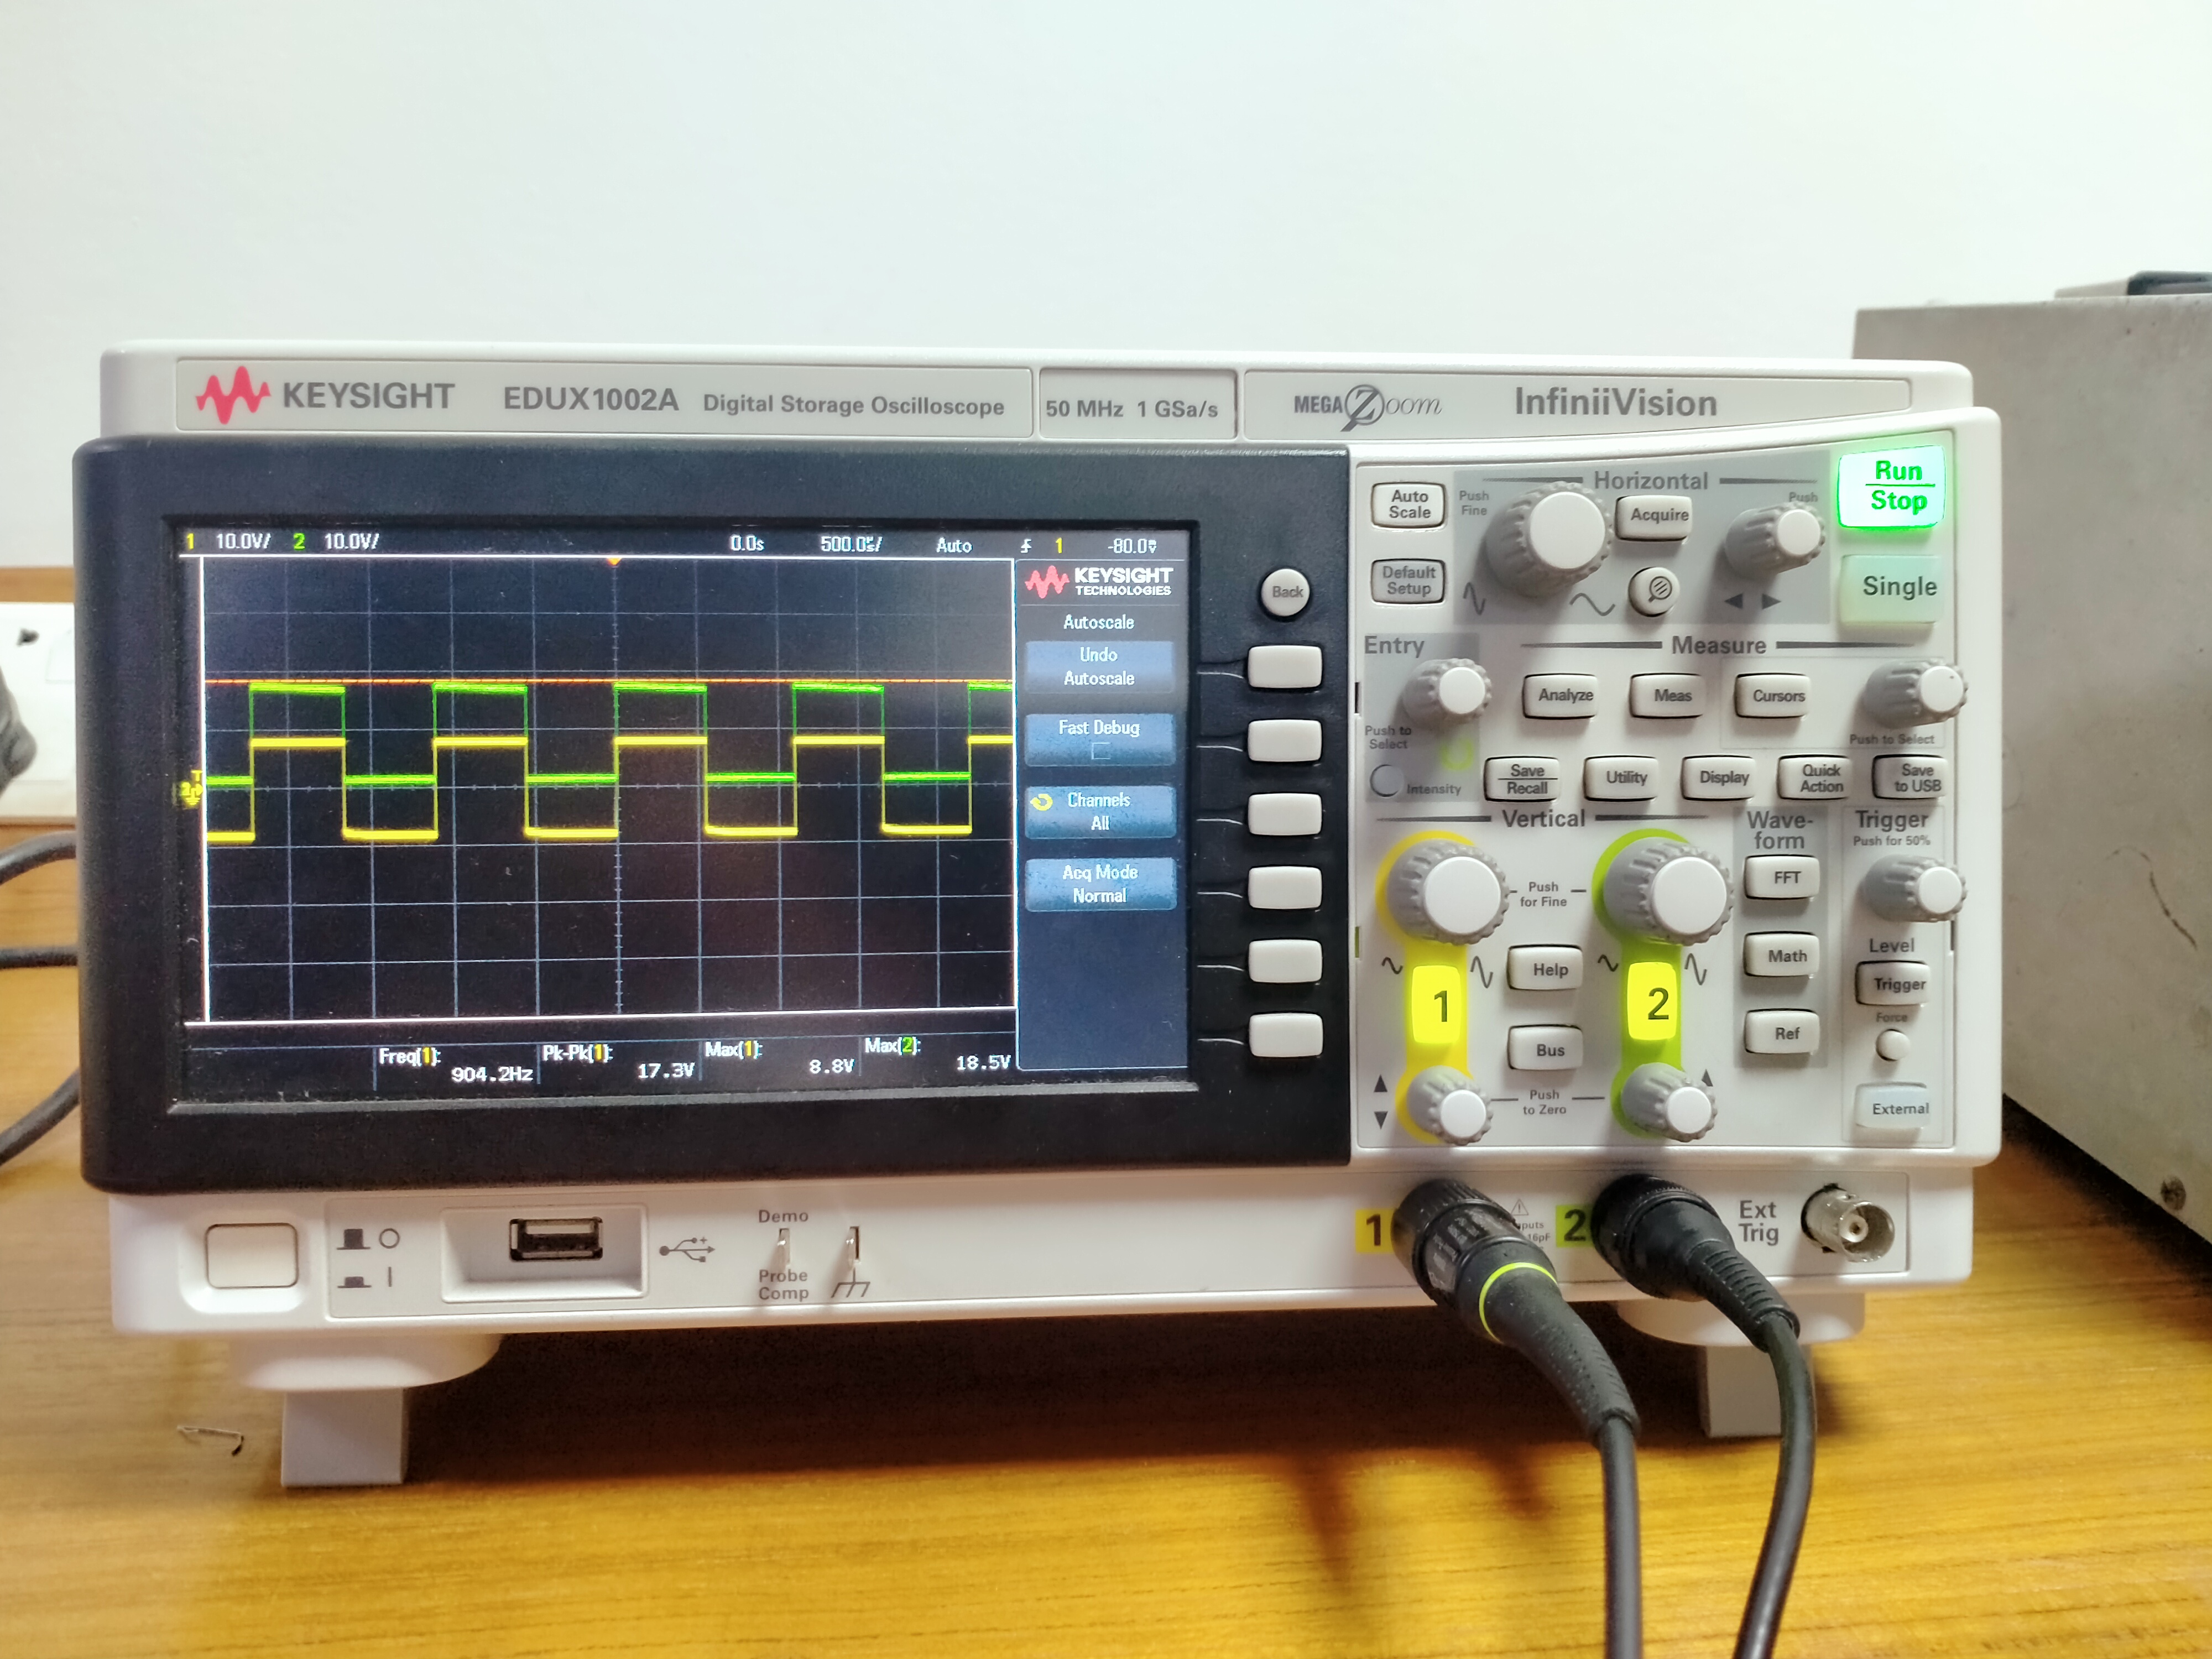 KEYSIGHT EDUX1002A Digital Storage Oscilloscope 50 MHz 1 GSa/s MEGA Zoom InfiniiVision
1 10.0V/ 2 10.0V/ 0.0s 500.0us/ Auto 1 -80.0V
KEYSIGHT
TECHNOLOGIES
Autoscale
Undo
Autoscale
Fast Debug
Channels
All
Acq Mode
Normal
Freq(1): Pk-Pk(1): Max(1): Max(2):
904.2Hz 17.3V 8.8V 18.5V
Back
Horizontal
Run
Stop
Auto
Scale
Push
Fine
Acquire
Push
Default
Setup
Single
Entry
Measure
Analyze
Meas
Cursors
Push to
Select
Push to Select
Intensity
Save
Recall
Utility
Display
Quick
Action
Save
to USB
Vertical
Wave-
form
Trigger
Push for 50%
Push
for Fine
FFT
Level
Help
Math
Trigger
Force
1
2
Bus
Ref
Push
to Zero
External
Demo
Probe
Comp
1
2
Ext
Trig